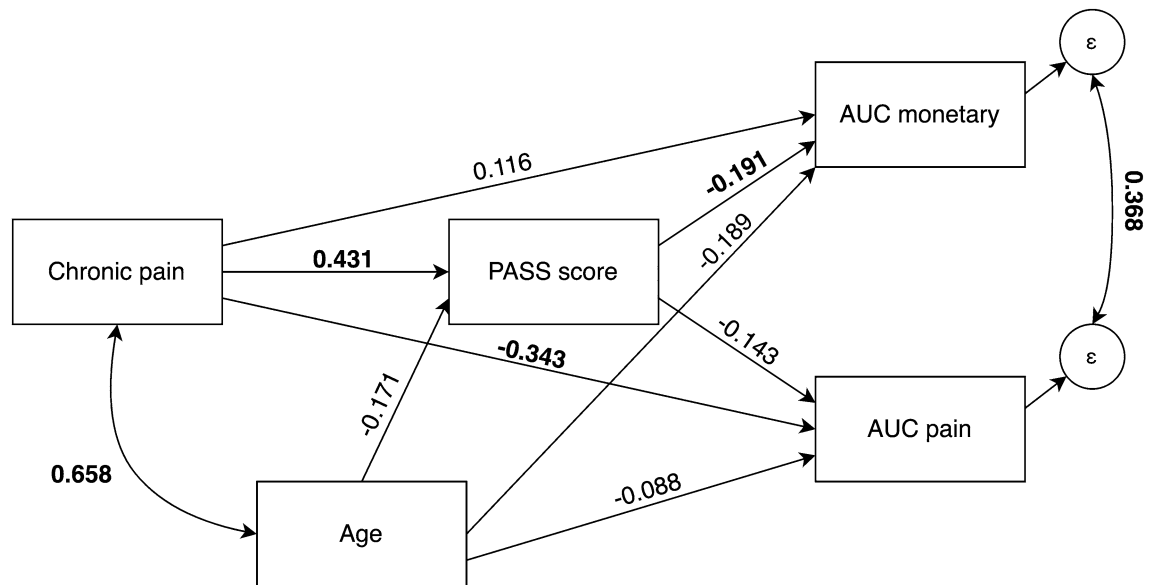 ε
AUC monetary
0.116
-0.191
-0.189
0.368
Chronic pain
0.431
PASS score
-0.343
-0.143
ε
-0.171
AUC pain
0.658
-0.088
Age